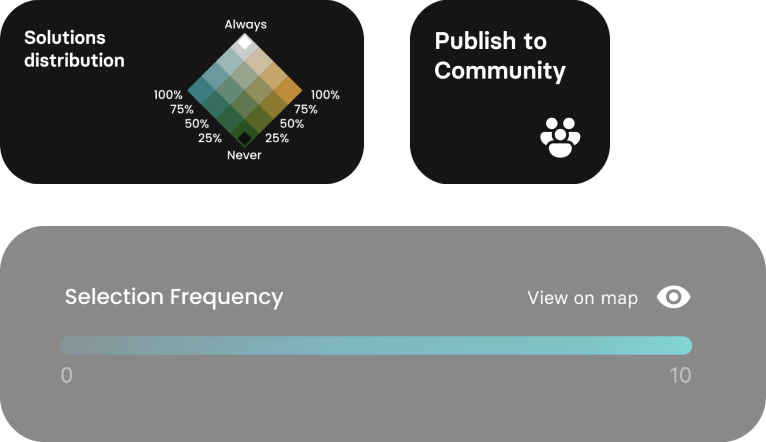 Solutions
distribution
Always
100%
100%
75%
75%
50%
50%
25%
25%
Never
Publish to
Community
Selection Frequency
View on map
0
10